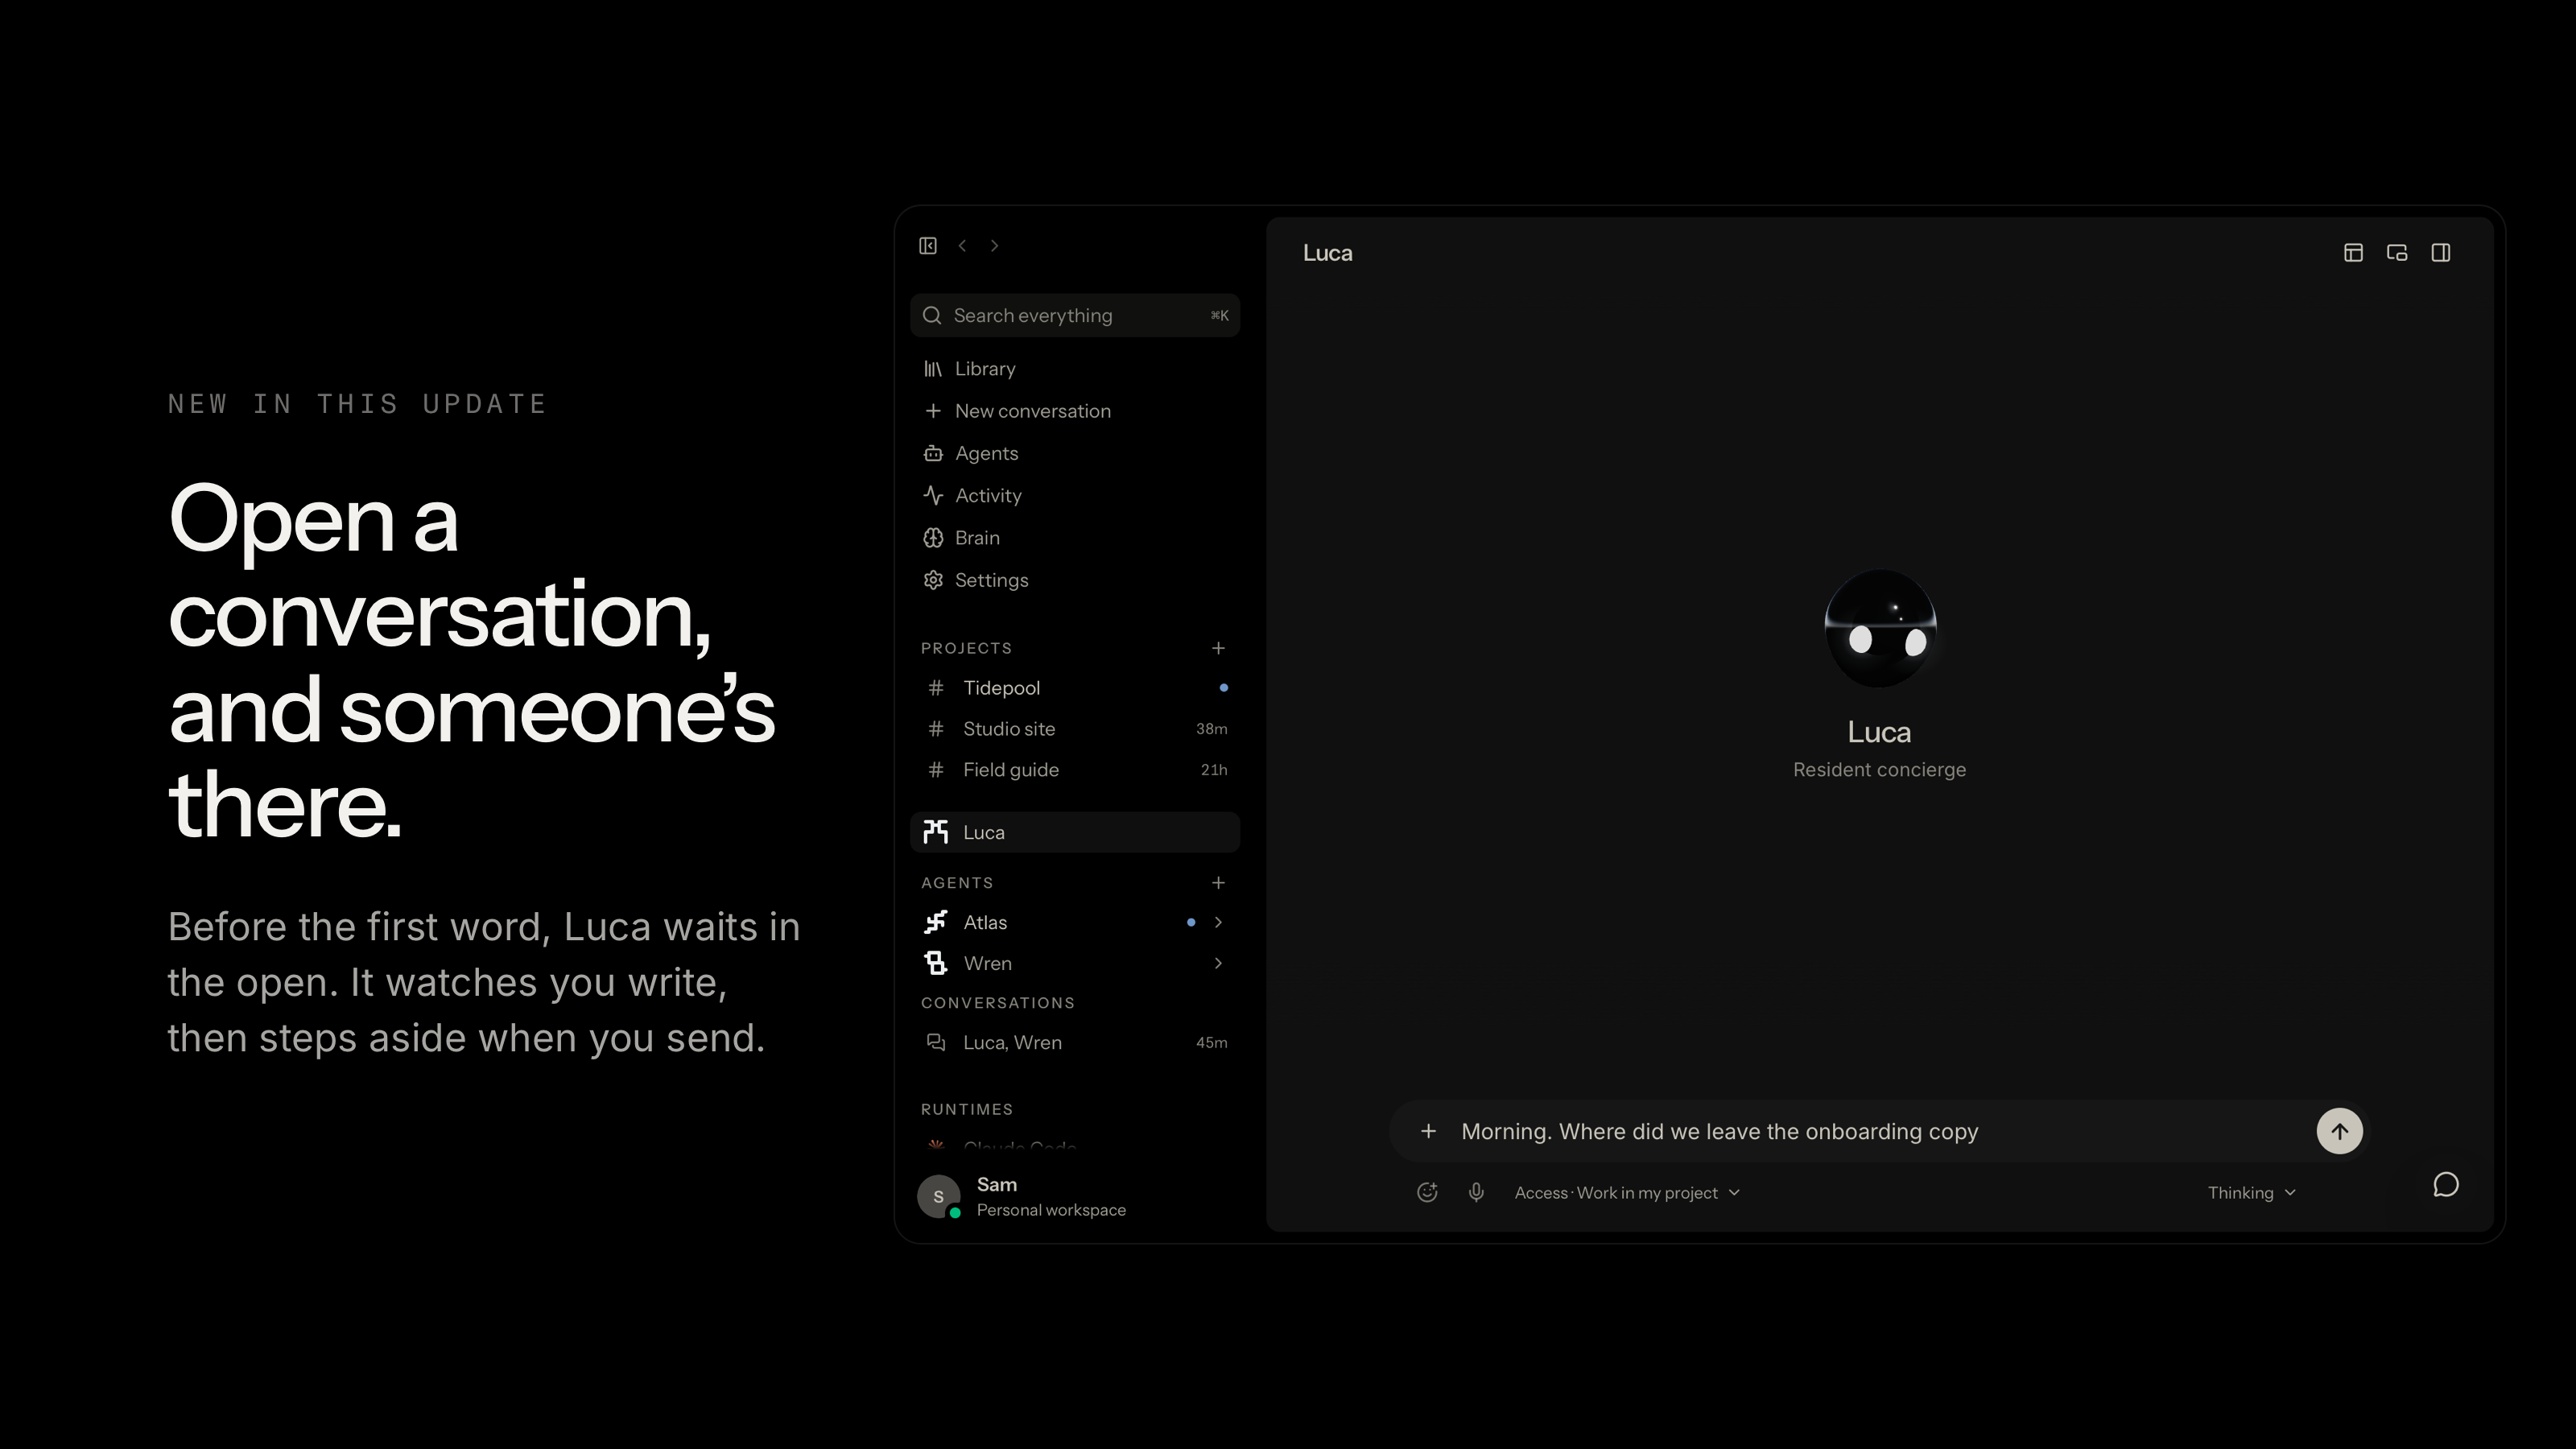 NEW IN THIS UPDATE
Open a
conversation,
and someone’s
there.
Before the first word, Luca waits in
the open. It watches you write,
then steps aside when you send.
Search everything ⌘K
Library
New conversation
Agents
Activity
Brain
Settings
PROJECTS
Tidepool
Studio site 38m
Field guide 21h
Luca
AGENTS
Atlas
Wren
CONVERSATIONS
Luca, Wren 45m
RUNTIMES
Claude Code
S
Sam
Personal workspace
Luca
Luca
Resident concierge
Morning. Where did we leave the onboarding copy
Access · Work in my project
Thinking